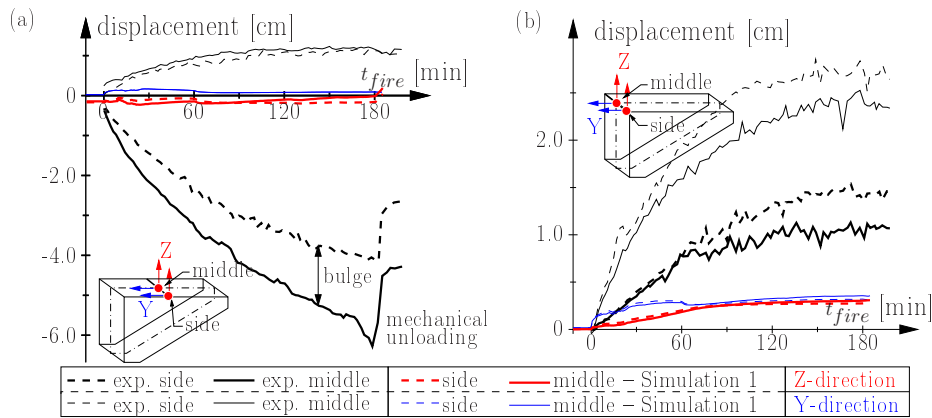 (a)
displacement [cm]
t_fire [min]
0
0
60
120
180
-2.0
-4.0
-6.0
bulge
mechanical
unloading
Z
middle
Y
side
(b)
displacement [cm]
Z
middle
Y
side
2.0
1.0
0
0
60
120
180
t_fire [min]
exp. side exp. middle side middle – Simulation 1 Z-direction
exp. side exp. middle side middle – Simulation 1 Y-direction